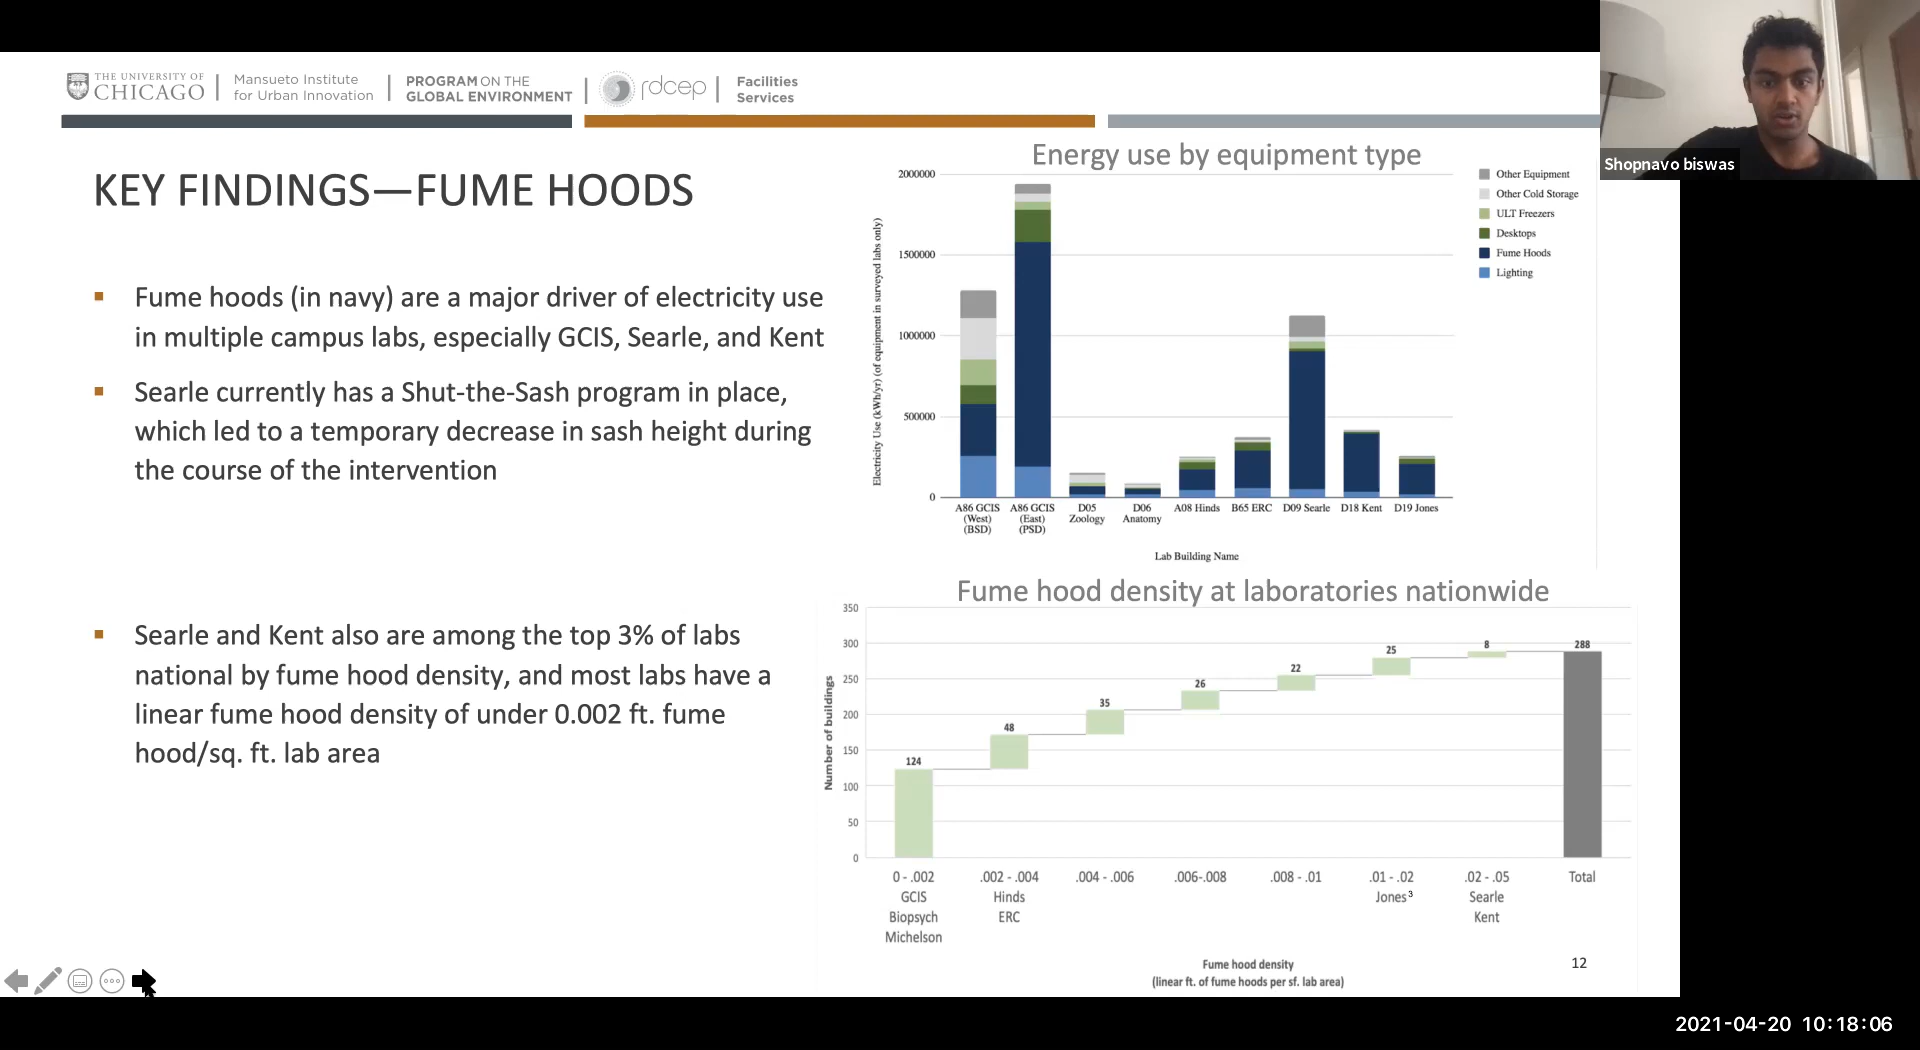 THE UNIVERSITY OF
CHICAGO
Mansueto Institute
for Urban Innovation
PROGRAM ON THE
GLOBAL ENVIRONMENT
rdcep
Facilities
Services
Shopnavo biswas
KEY FINDINGS—FUME HOODS
Fume hoods (in navy) are a major driver of electricity use
in multiple campus labs, especially GCIS, Searle, and Kent
Searle currently has a Shut-the-Sash program in place,
which led to a temporary decrease in sash height during
the course of the intervention
Searle and Kent also are among the top 3% of labs
national by fume hood density, and most labs have a
linear fume hood density of under 0.002 ft. fume
hood/sq. ft. lab area
Energy use by equipment type
Electricity Use (kWh/yr) (of equipment in surveyed labs only)
2000000
1500000
1000000
500000
0
Other Equipment
Other Cold Storage
ULT Freezers
Desktops
Fume Hoods
Lighting
A86 GCIS
(West)
(BSD)
A86 GCIS
(East)
(PSD)
D05
Zoology
D06
Anatomy
A08 Hinds
B65 ERC
D09 Searle
D18 Kent
D19 Jones
Lab Building Name
Fume hood density at laboratories nationwide
Number of buildings
350
300
250
200
150
100
50
0
124
48
35
26
22
25
8
288
0 - .002
GCIS
Biopsych
Michelson
.002 - .004
Hinds
ERC
.004 - .006
.006-.008
.008 - .01
.01 - .02
Jones³
.02 - .05
Searle
Kent
Total
Fume hood density
(linear ft. of fume hoods per sf. lab area)
12
2021-04-20 10:18:06